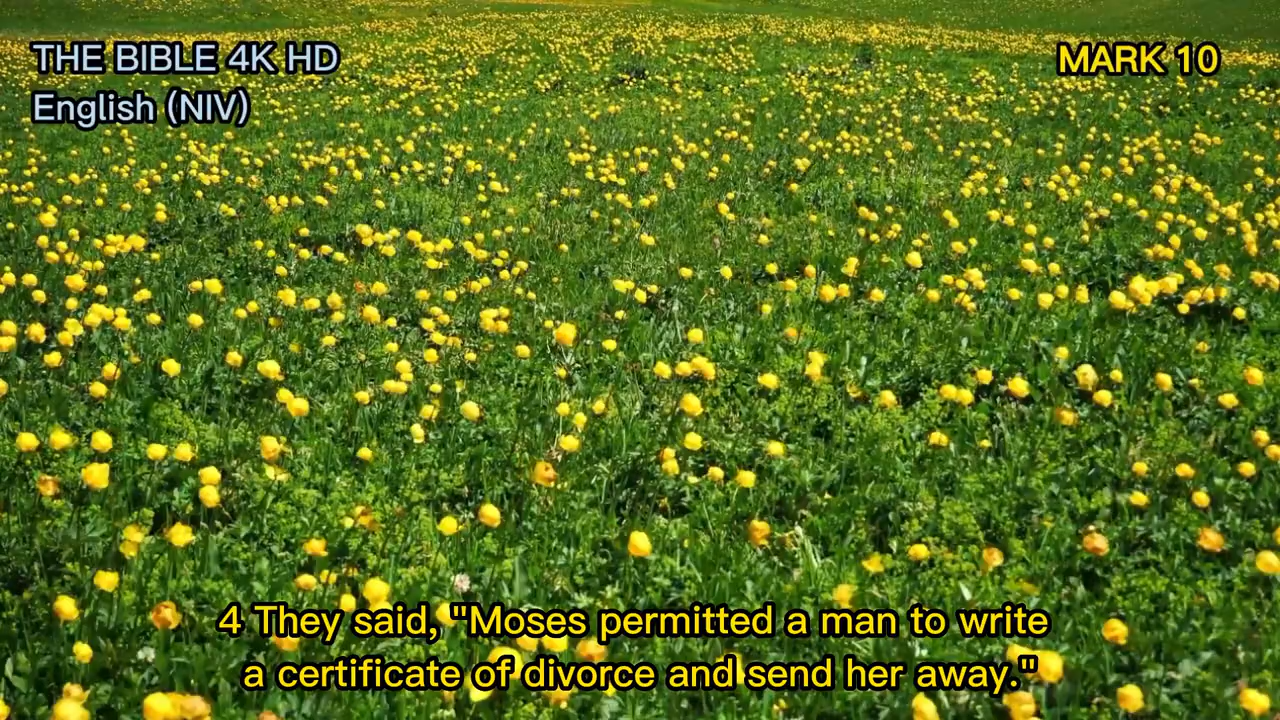 THE BIBLE 4K HD
English (NIV)
MARK 10
4 They said, "Moses permitted a man to write
a certificate of divorce and send her away."